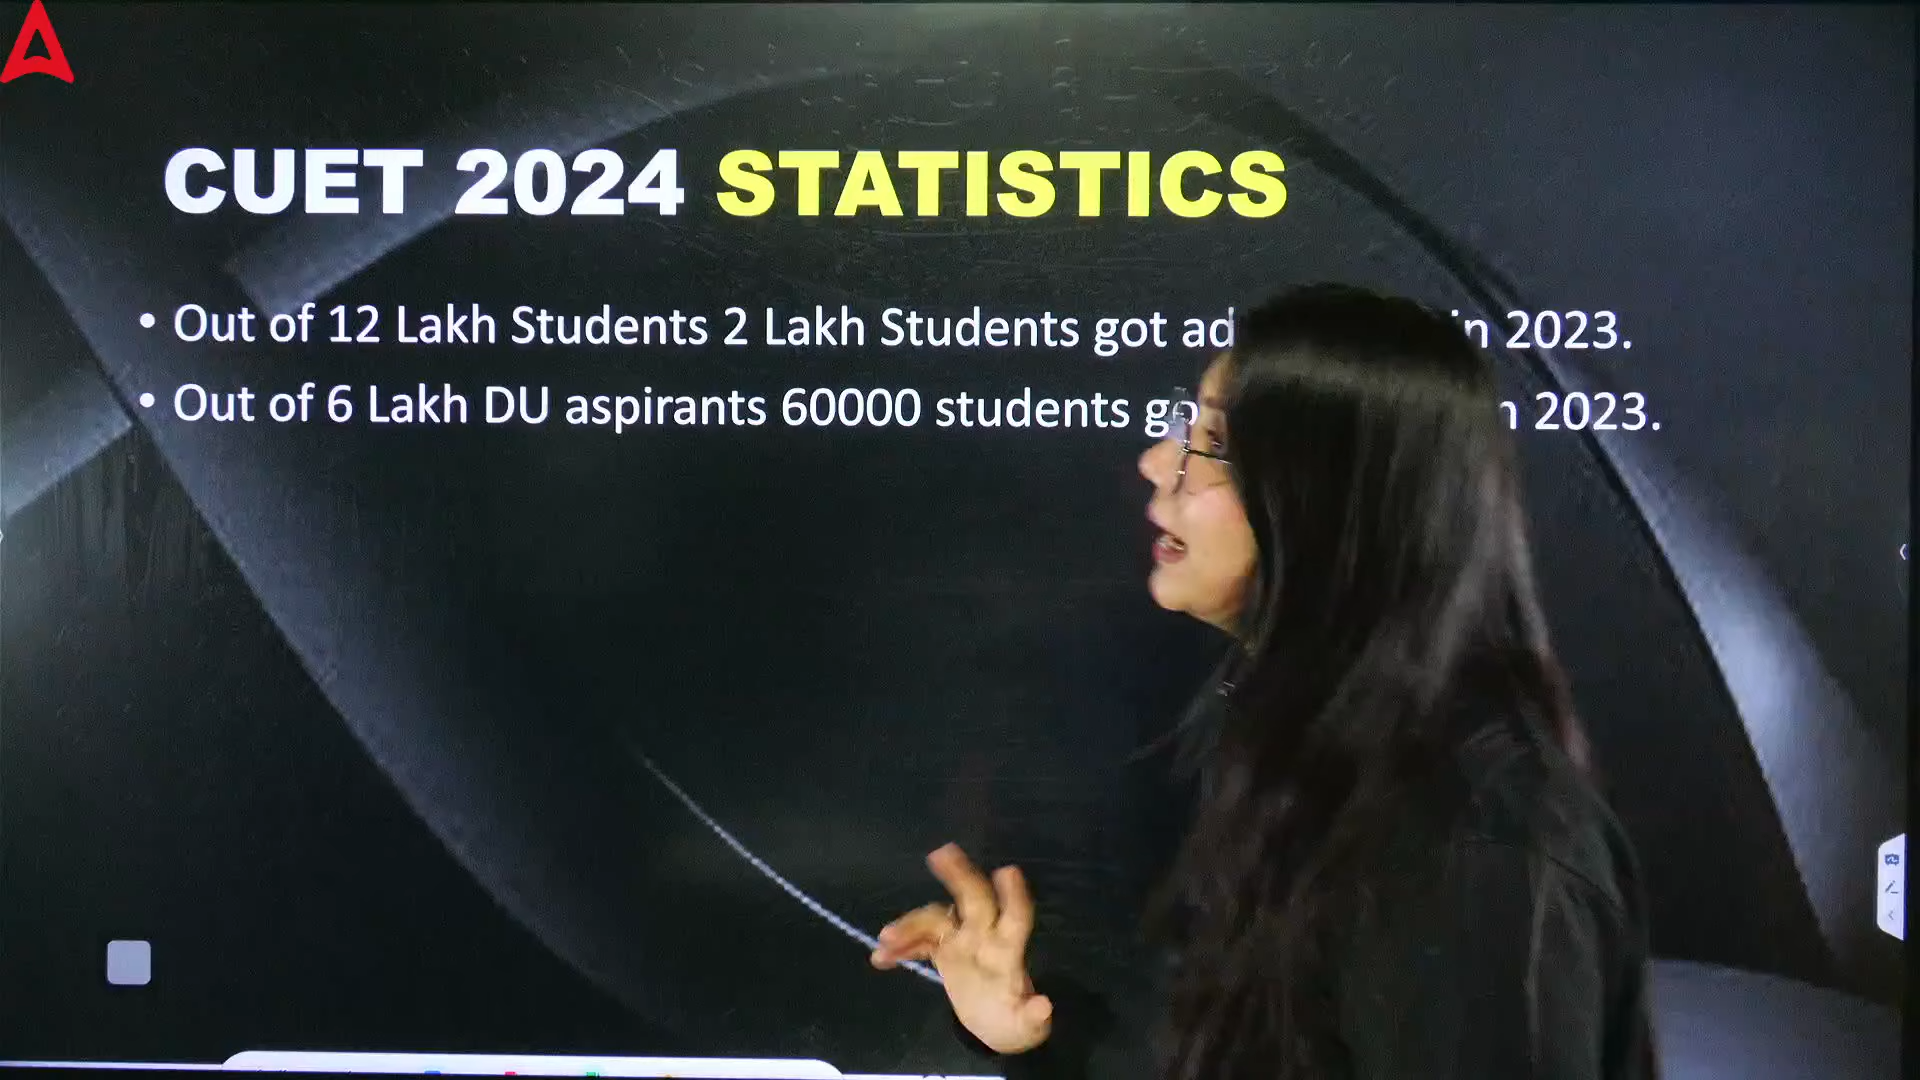 CUET 2024 STATISTICS
• Out of 12 Lakh Students 2 Lakh Students got in 2023.
• Out of 6 Lakh DU aspirants 60000 students 2023.